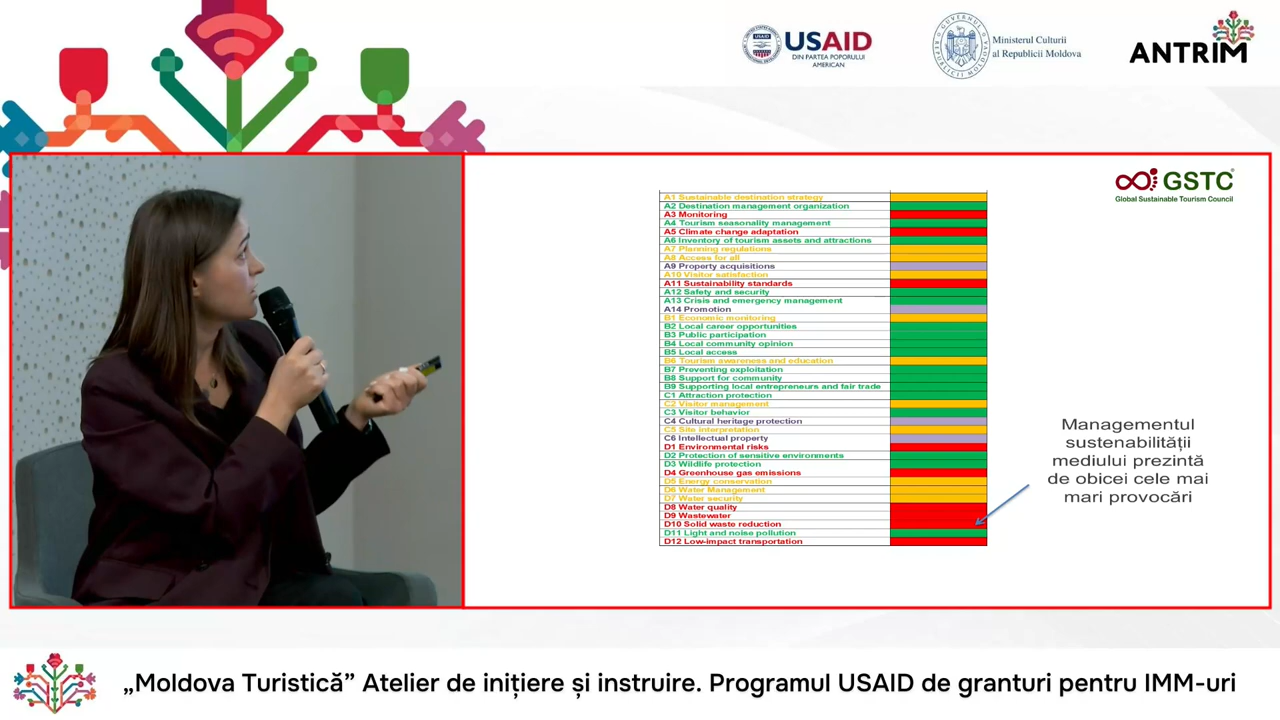 USAID
DIN PARTEA POPORULUI
AMERICAN
Ministerul Culturii
al Republicii Moldova
ANTRIM
GSTC
Global Sustainable Tourism Council
A1 Sustainable destination strategy
A2 Destination management organization
A3 Monitoring
A4 Tourism seasonality management
A5 Climate change adaptation
A6 Inventory of tourism assets and attractions
A7 Planning regulations
A8 Access for all
A9 Property acquisitions
A10 Visitor satisfaction
A11 Sustainability standards
A12 Safety and security
A13 Crisis and emergency management
A14 Promotion
B1 Economic monitoring
B2 Local career opportunities
B3 Public participation
B4 Local community opinion
B5 Local access
B6 Tourism awareness and education
B7 Preventing exploitation
B8 Support for community
B9 Supporting local entrepreneurs and fair trade
C1 Attraction protection
C2 Visitor management
C3 Visitor behavior
C4 Cultural heritage protection
C5 Site interpretation
C6 Intellectual property
D1 Environmental risks
D2 Protection of sensitive environments
D3 Wildlife protection
D4 Greenhouse gas emissions
D5 Energy conservation
D6 Water Management
D7 Water security
D8 Water quality
D9 Wastewater
D10 Solid waste reduction
D11 Light and noise pollution
D12 Low-impact transportation
Managementul
sustenabilității
mediului prezintă
de obicei cele mai
mari provocări
„Moldova Turistică” Atelier de inițiere și instruire. Programul USAID de granturi pentru IMM-uri